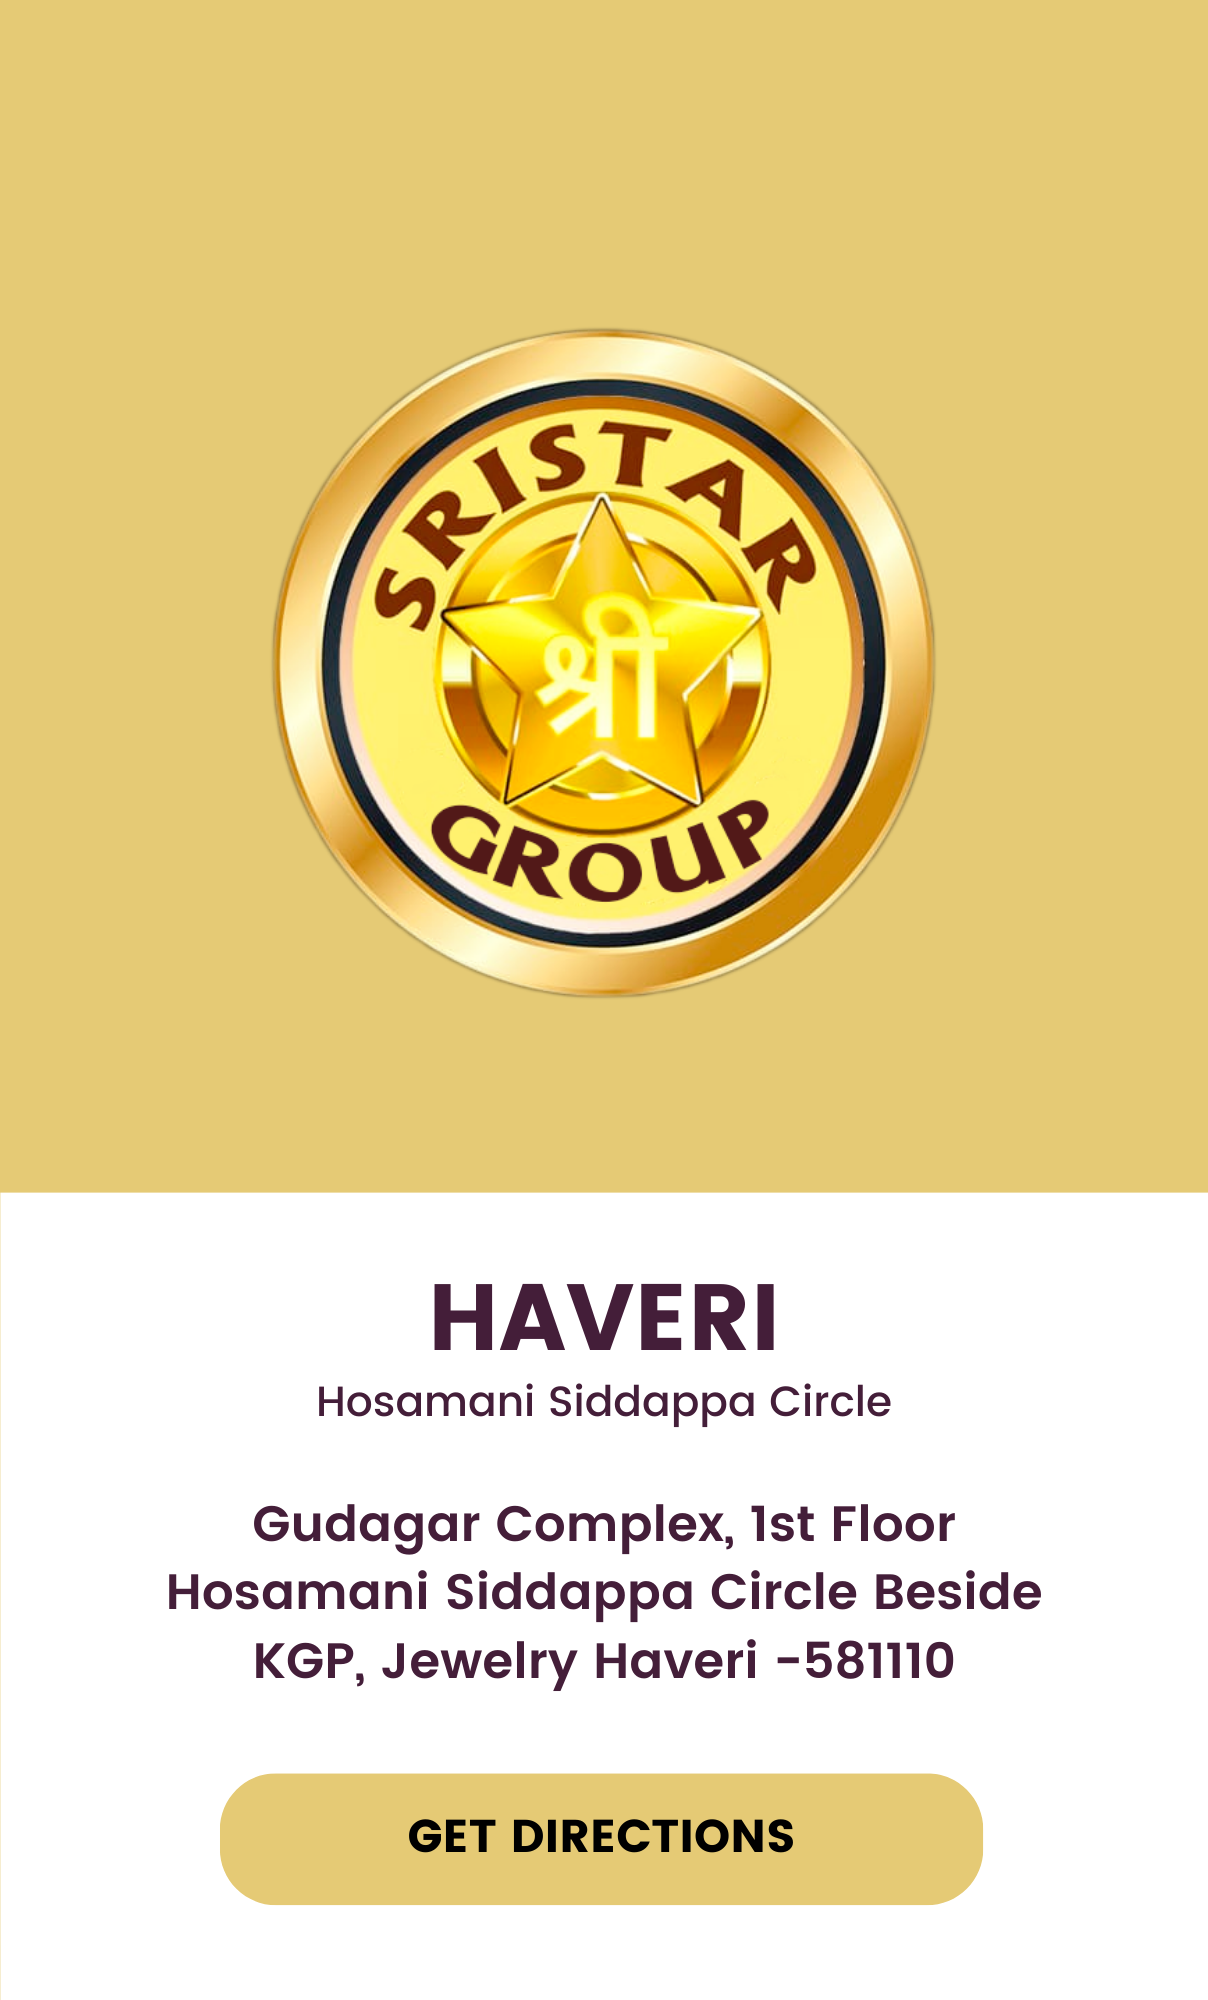 SRISTAR
श्री
GROUP
HAVERI
Hosamani Siddappa Circle
Gudagar Complex, 1st Floor
Hosamani Siddappa Circle Beside
KGP, Jewelry Haveri -581110
GET DIRECTIONS